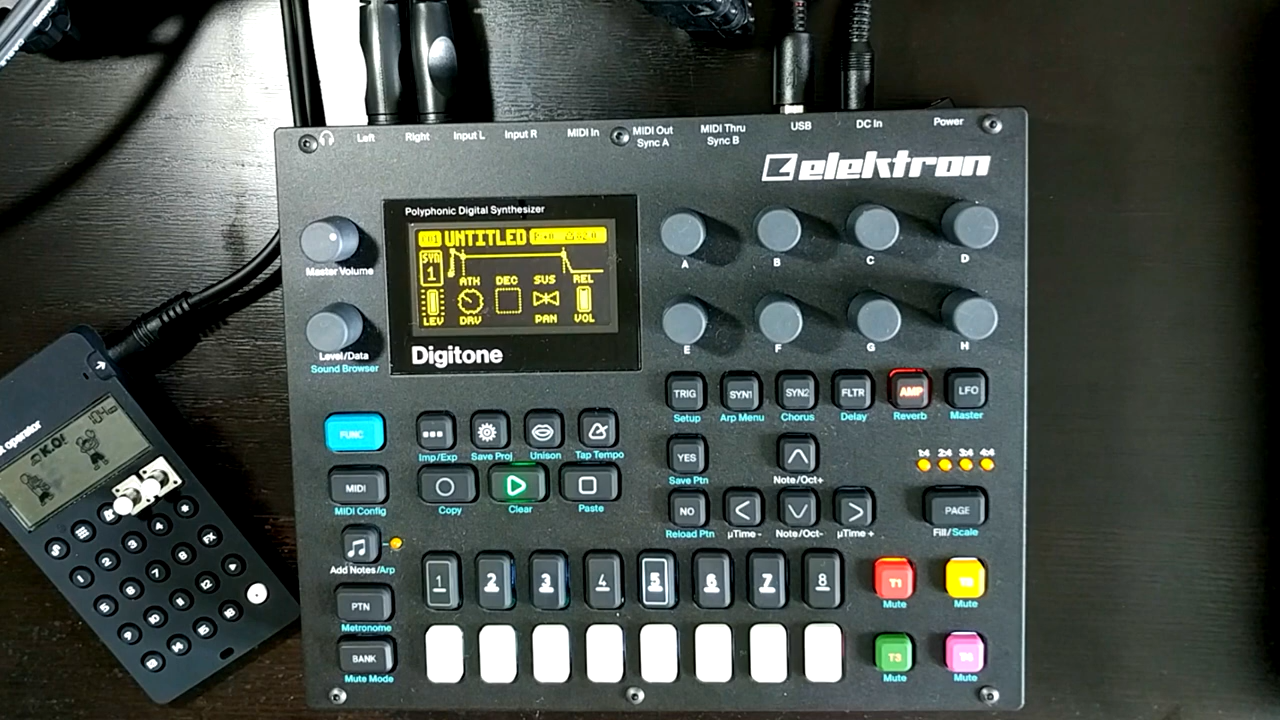 Left Right Input L Input R MIDI In MIDI Out Sync A MIDI Thru Sync B USB DC In Power
elektron
Polyphonic Digital Synthesizer
UNTITLED
SYN
1
ATK DEC SUS REL
LEV DRV PAN VOL
Digitone
Master Volume
Level/Data
Sound Browser
A B C D
E F G H
TRIG SYN1 SYN2 FLTR AMP LFO
Setup Arp Menu Chorus Delay Reverb Master
FUNC
Imp/Exp Save Proj Unison Tap Tempo
YES
Save Ptn Note/Oct+
1:4 2:4 3:4 4:4
MIDI
MIDI Config
Copy Clear Paste
NO PAGE
Reload Ptn µTime - Note/Oct- µTime + Fill/Scale
Add Notes/Arp
1 2 3 4 5 6 7 8
T1
Mute Mute
PTN
Metronome
BANK
Mute Mode
T3
Mute Mute
operator
K.O!
104